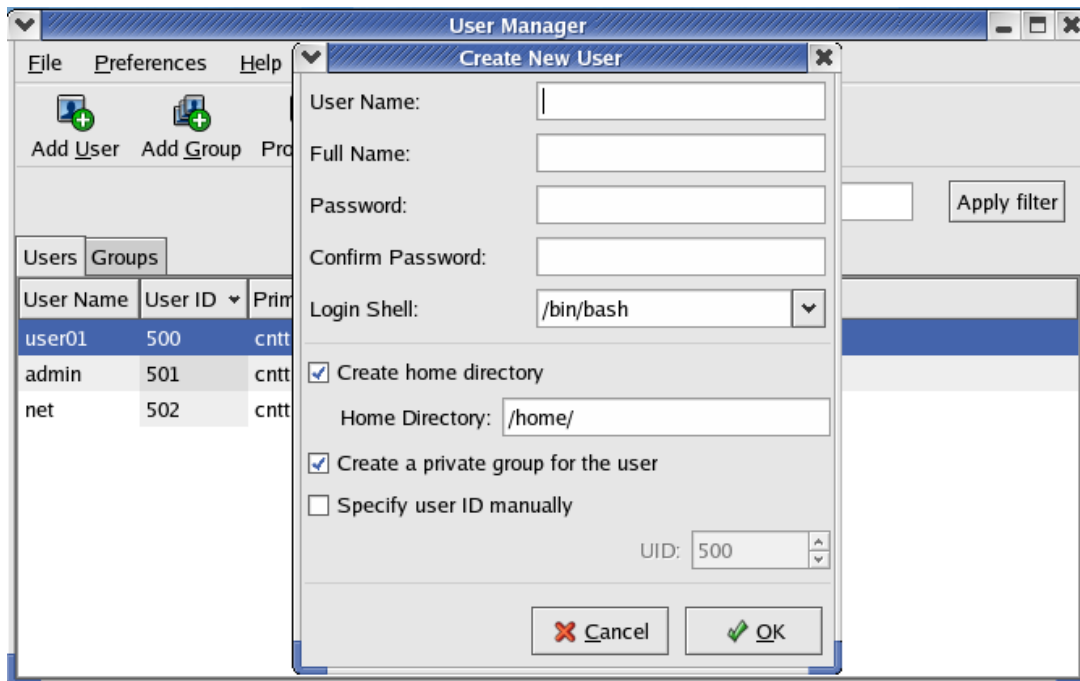 User Manager
File Preferences Help
Add User Add Group Pro
Apply filter
Users Groups
User Name User ID Prim
user01 500 cntt
admin 501 cntt
net 502 cntt
Create New User
User Name:
Full Name:
Password:
Confirm Password:
Login Shell: /bin/bash
Create home directory
Home Directory: /home/
Create a private group for the user
Specify user ID manually
UID: 500
Cancel OK